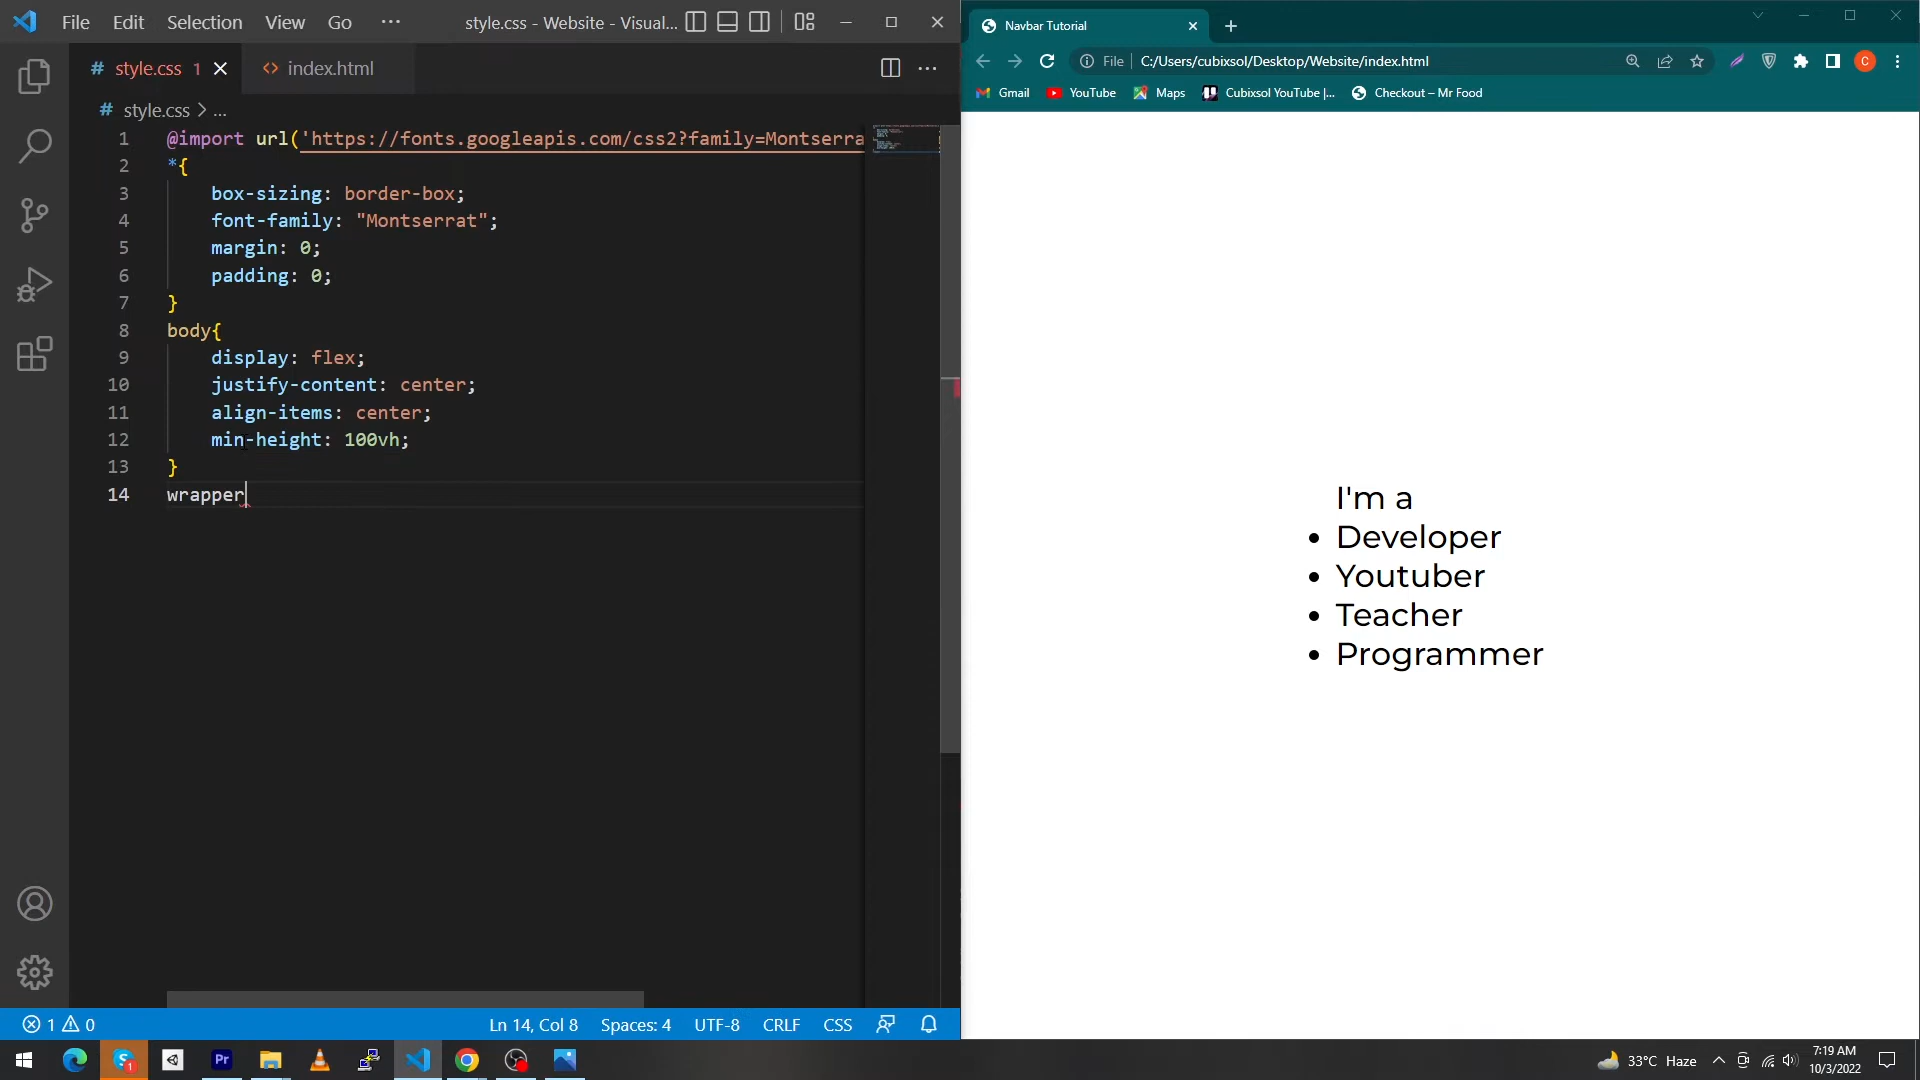 File Edit Selection View Go ··· style.css - Website - Visual...
# style.css 1 <> index.html
# style.css > ...
1 @import url('https://fonts.googleapis.com/css2?family=Montserra
2 *{
3 box-sizing: border-box;
4 font-family: "Montserrat";
5 margin: 0;
6 padding: 0;
7 }
8 body{
9 display: flex;
10 justify-content: center;
11 align-items: center;
12 min-height: 100vh;
13 }
14 wrapper
1 0 Ln 14, Col 8 Spaces: 4 UTF-8 CRLF CSS
Navbar Tutorial
File C:/Users/cubixsol/Desktop/Website/index.html C
Gmail YouTube Maps Cubixsol YouTube |... Checkout – Mr Food
I'm a
• Developer
• Youtuber
• Teacher
• Programmer
1 Pr 33°C Haze 7:19 AM
10/3/2022